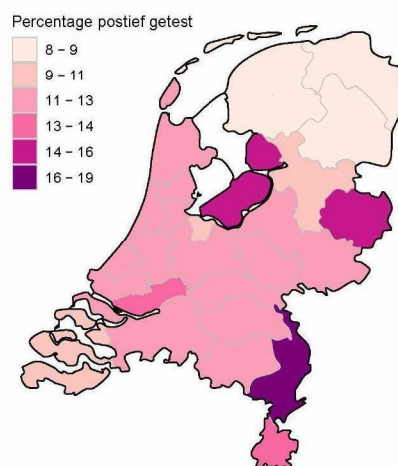 Percentage postief getest
8 – 9
9 – 11
11 – 13
13 – 14
14 – 16
16 – 19